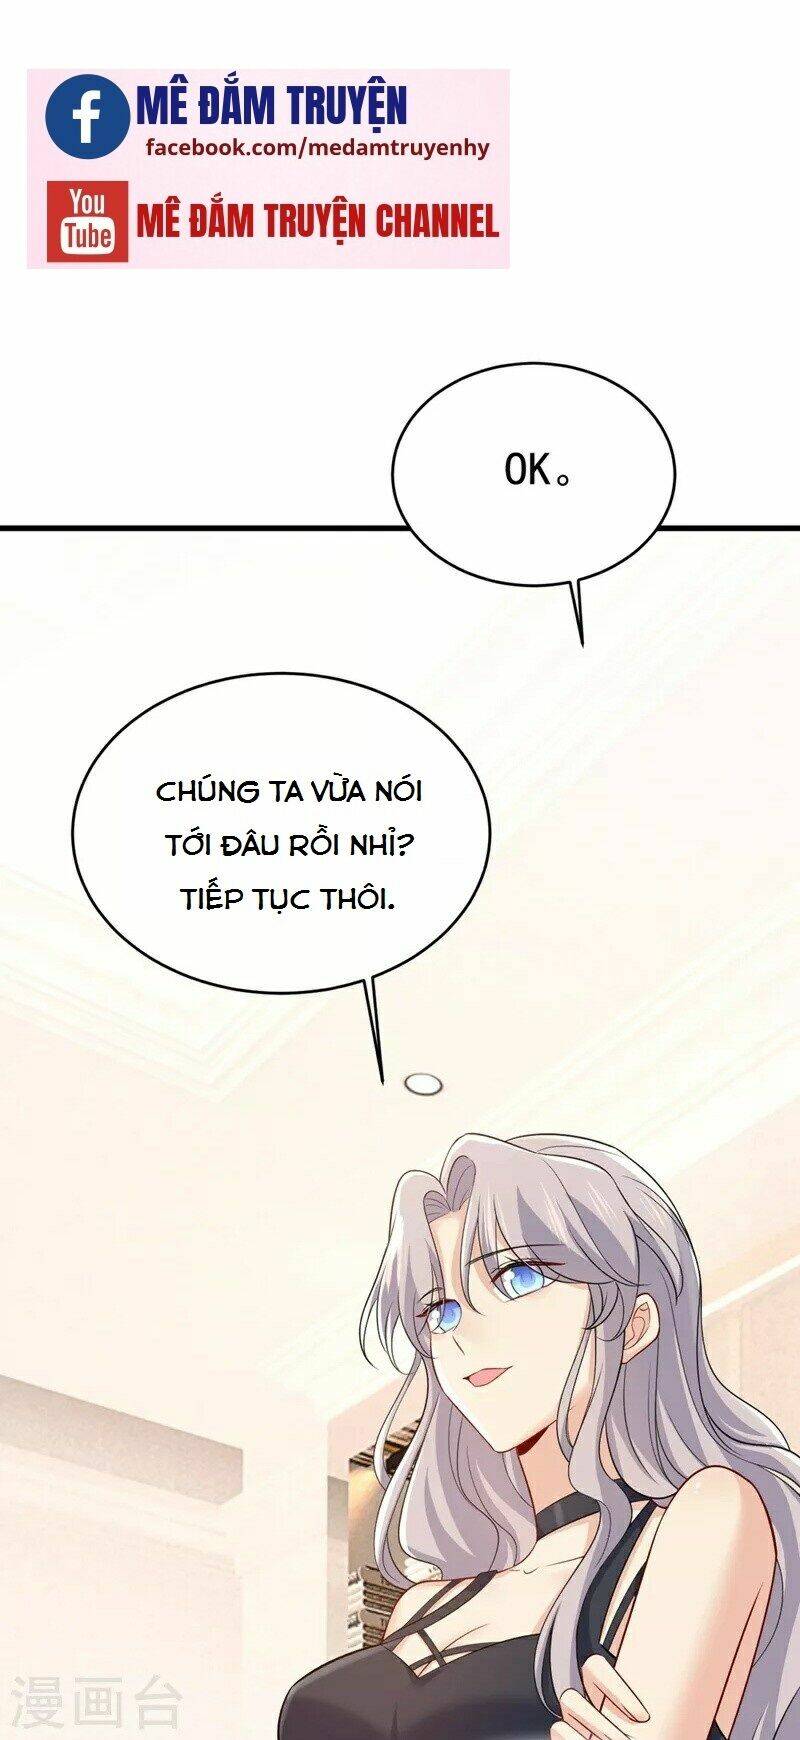 MÊ ĐẮM TRUYỆN
facebook.com/medamtruyenhy
You
Tube
MÊ ĐẮM TRUYỆN CHANNEL
OK。
CHÚNG TA VỪA NÓI
TỚI ĐÂU RỒI NHỈ?
TIẾP TỤC THÔI.
漫画台